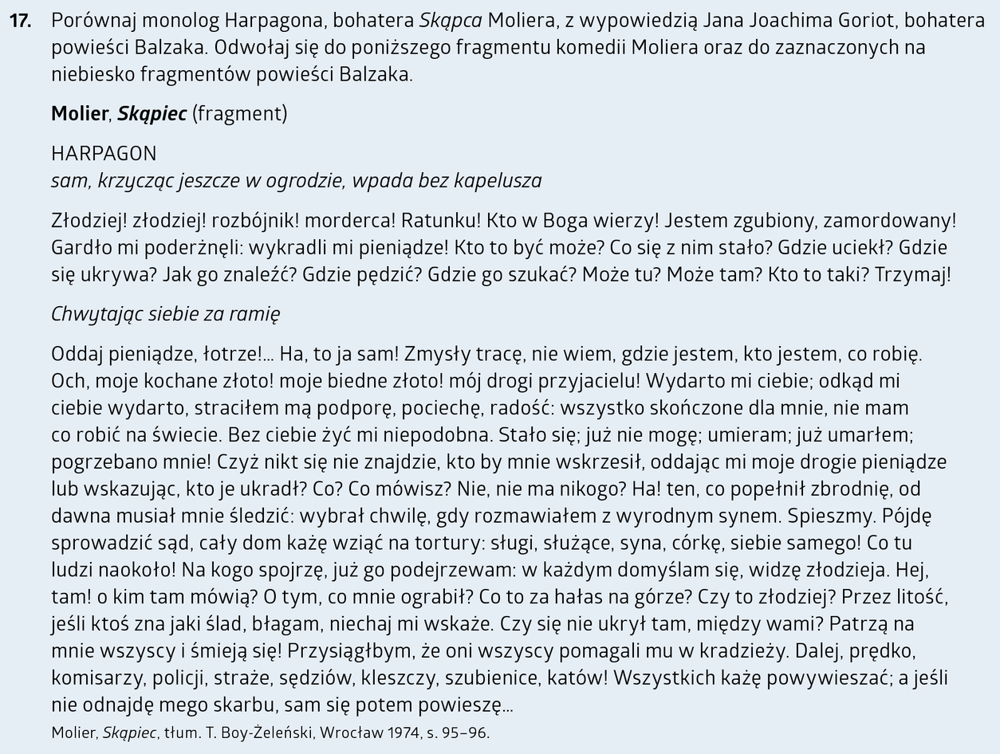 17. Porównaj monolog Harpagona, bohatera Skąpca Moliera, z wypowiedzią Jana Joachima Goriot, bohatera
powieści Balzaka. Odwołaj się do poniższego fragmentu komedii Moliera oraz do zaznaczonych na
niebiesko fragmentów powieści Balzaka.
Molier, Skąpiec (fragment)
HARPAGON
sam, krzycząc jeszcze w ogrodzie, wpada bez kapelusza
Złodziej! złodziej! rozbójnik! morderca! Ratunku! Kto w Boga wierzy! Jestem zgubiony, zamordowany!
Gardło mi poderżnęli: wykradli mi pieniądze! Kto to być może? Co się z nim stało? Gdzie uciekł? Gdzie
się ukrywa? Jak go znaleźć? Gdzie pędzić? Gdzie go szukać? Może tu? Może tam? Kto to taki? Trzymaj!
Chwytając siebie za ramię
Oddaj pieniądze, łotrze!... Ha, to ja sam! Zmysły tracę, nie wiem, gdzie jestem, kto jestem, co robię.
Och, moje kochane złoto! moje biedne złoto! mój drogi przyjacielu! Wydarto mi ciebie; odkąd mi
ciebie wydarto, straciłem mą podporę, pociechę, radość: wszystko skończone dla mnie, nie mam
co robić na świecie. Bez ciebie żyć mi niepodobna. Stało się; już nie mogę; umieram; już umarłem;
pogrzebano mnie! Czyż nikt się nie znajdzie, kto by mnie wskrzesił, oddając mi moje drogie pieniądze
lub wskazując, kto je ukradł? Co? Co mówisz? Nie, nie ma nikogo? Ha! ten, co popełnił zbrodnię, od
dawna musiał mnie śledzić: wybrał chwilę, gdy rozmawiałem z wyrodnym synem. Spieszmy. Pójdę
sprowadzić sąd, cały dom każę wziąć na tortury: sługi, służące, syna, córkę, siebie samego! Co tu
ludzi naokoło! Na kogo spojrzę, już go podejrzewam: w każdym domyślam się, widzę złodzieja. Hej,
tam! o kim tam mówią? O tym, co mnie ograbił? Co to za hałas na górze? Czy to złodziej? Przez litość,
jeśli ktoś zna jaki ślad, błagam, niechaj mi wskaże. Czy się nie ukrył tam, między wami? Patrzą na
mnie wszyscy i śmieją się! Przysiągłbym, że oni wszyscy pomagali mu w kradzieży. Dalej, prędko,
komisarzy, policji, straże, sędziów, kleszczy, szubienice, katów! Wszystkich każę powywieszać; a jeśli
nie odnajdę mego skarbu, sam się potem powieszę...
Molier, Skąpiec, tłum. T. Boy-Żeleński, Wrocław 1974, s. 95–96.